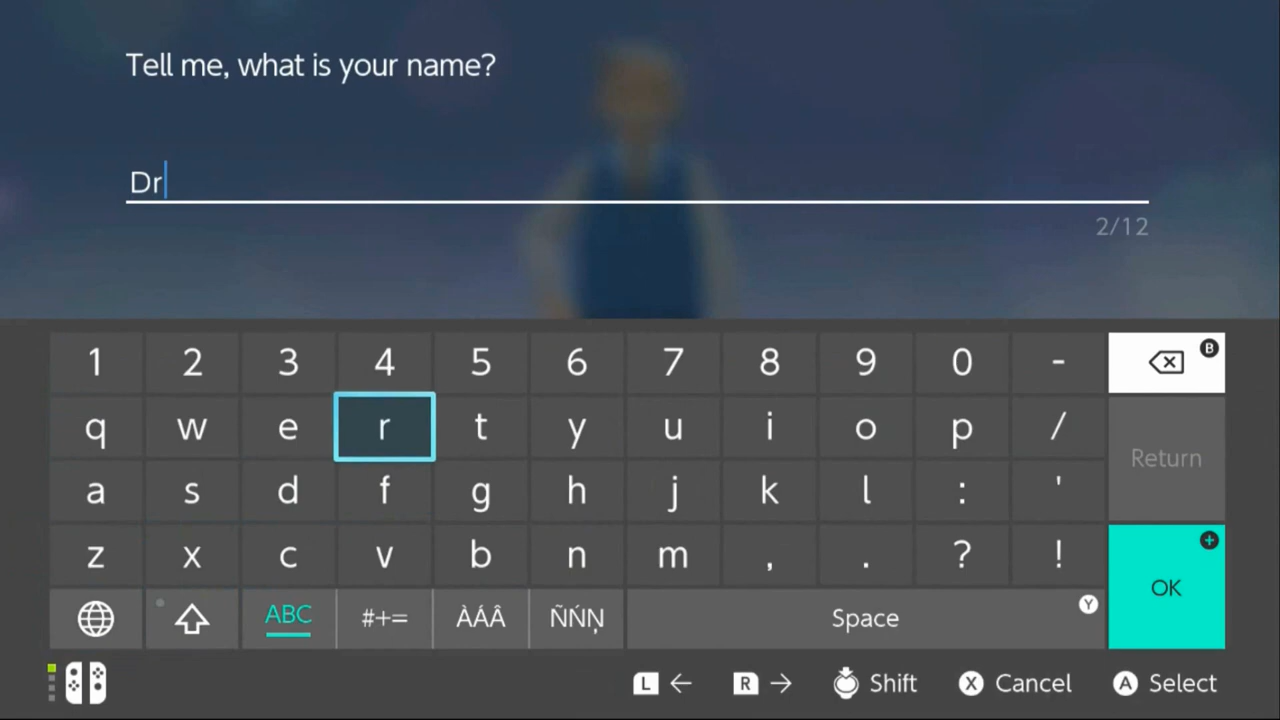 Tell me, what is your name?
Dr
2/12
1 2 3 4 5 6 7 8 9 0 - B
q w e r t y u i o p /
Return
a s d f g h j k l : '
z x c v b n m , . ? ! +
OK
ABC #+= ÀÁÂ ÑŃŅ Space Y
L ← R → Shift X Cancel A Select